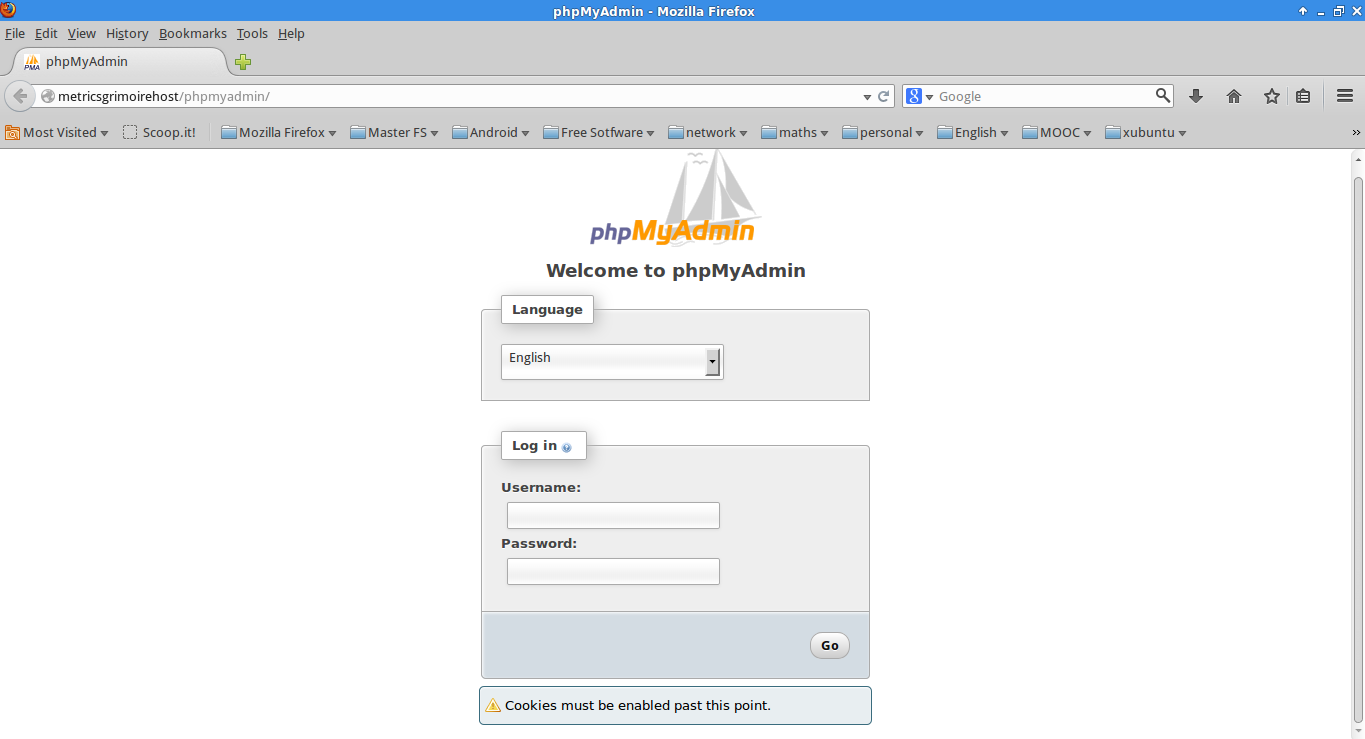 phpMyAdmin - Mozilla Firefox
File Edit View History Bookmarks Tools Help
PMA phpMyAdmin
metricsgrimoirehost/phpmyadmin/ Google
Most Visited Scoop.it! Mozilla Firefox Master FS Android Free Sotfware network maths personal English MOOC xubuntu »
phpMyAdmin
Welcome to phpMyAdmin
Language
English
Log in
Username:
Password:
Go
Cookies must be enabled past this point.